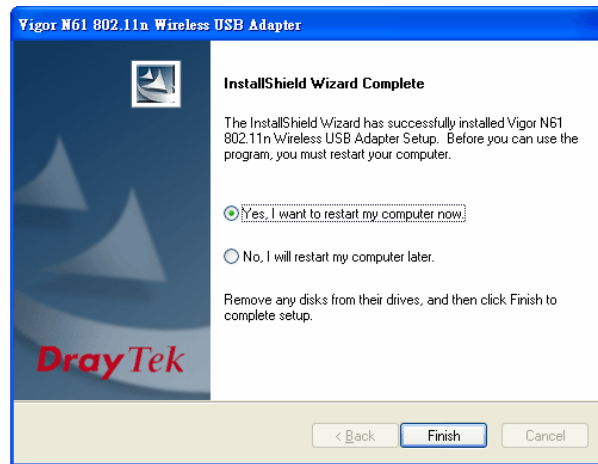 Vigor N61 802.11n Wireless USB Adapter
InstallShield Wizard Complete
The InstallShield Wizard has successfully installed Vigor N61
802.11n Wireless USB Adapter Setup.  Before you can use the
program, you must restart your computer.
Yes, I want to restart my computer now.
No, I will restart my computer later.
Remove any disks from their drives, and then click Finish to
complete setup.
DrayTek
< Back
Finish
Cancel